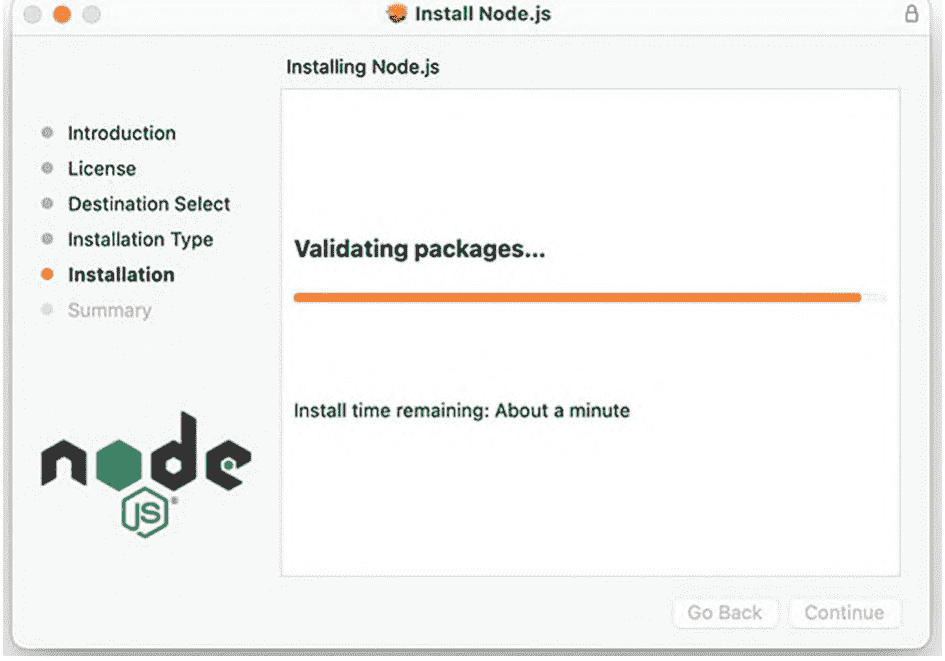 Install Node.js
Installing Node.js
Introduction
License
Destination Select
Installation Type
Installation
Summary
Validating packages...
Install time remaining: About a minute
node
JS
®
Go Back
Continue